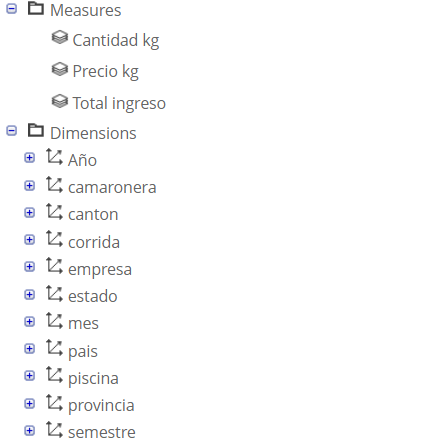 Measures
Cantidad kg
Precio kg
Total ingreso
Dimensions
Año
camaronera
canton
corrida
empresa
estado
mes
pais
piscina
provincia
semestre